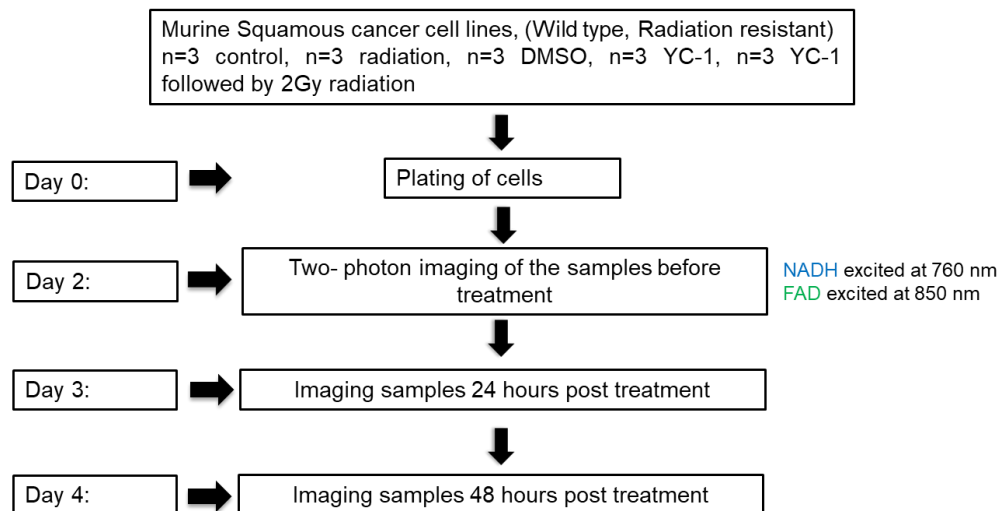 Murine Squamous cancer cell lines, (Wild type, Radiation resistant)
n=3 control, n=3 radiation, n=3 DMSO, n=3 YC-1, n=3 YC-1
followed by 2Gy radiation
Day 0:
Plating of cells
Day 2:
Two- photon imaging of the samples before
treatment
NADH excited at 760 nm
FAD excited at 850 nm
Day 3:
Imaging samples 24 hours post treatment
Day 4:
Imaging samples 48 hours post treatment